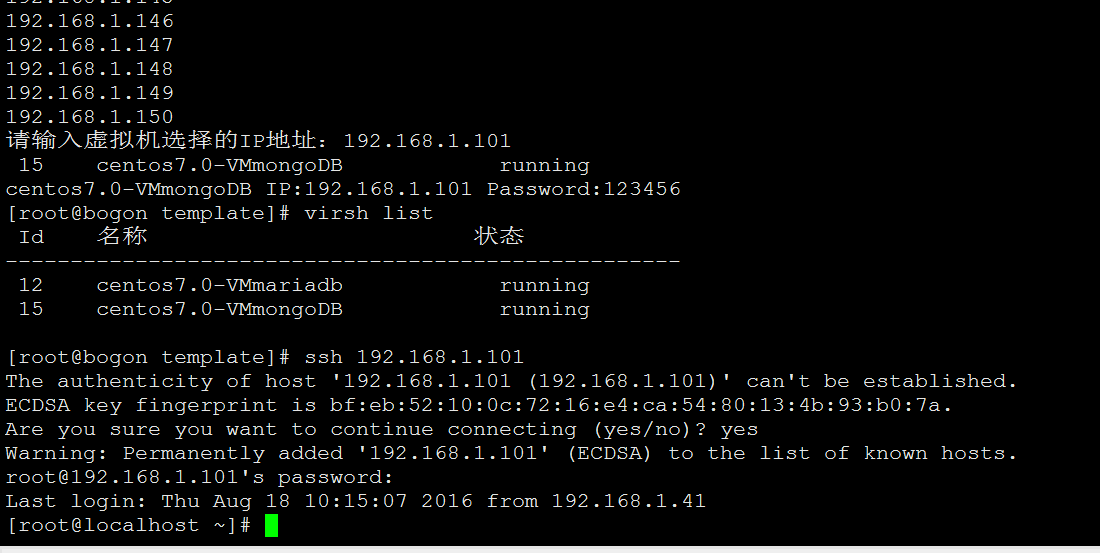 192.168.1.146
192.168.1.147
192.168.1.148
192.168.1.149
192.168.1.150
请输入虚拟机选择的IP地址：192.168.1.101
 15    centos7.0-VMmongoDB            running
centos7.0-VMmongoDB IP:192.168.1.101 Password:123456
[root@bogon template]# virsh list
 Id    名称                         状态
----------------------------------------------------
 12    centos7.0-VMmariadb            running
 15    centos7.0-VMmongoDB            running
[root@bogon template]# ssh 192.168.1.101
The authenticity of host '192.168.1.101 (192.168.1.101)' can't be established.
ECDSA key fingerprint is bf:eb:52:10:0c:72:16:e4:ca:54:80:13:4b:93:b0:7a.
Are you sure you want to continue connecting (yes/no)? yes
Warning: Permanently added '192.168.1.101' (ECDSA) to the list of known hosts.
root@192.168.1.101's password:
Last login: Thu Aug 18 10:15:07 2016 from 192.168.1.41
[root@localhost ~]#